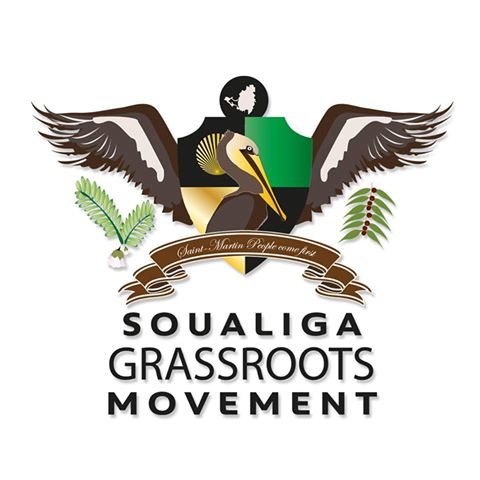 Saint-Martin People come first
SOUALIGA
GRASSROOTS
MOVEMENT